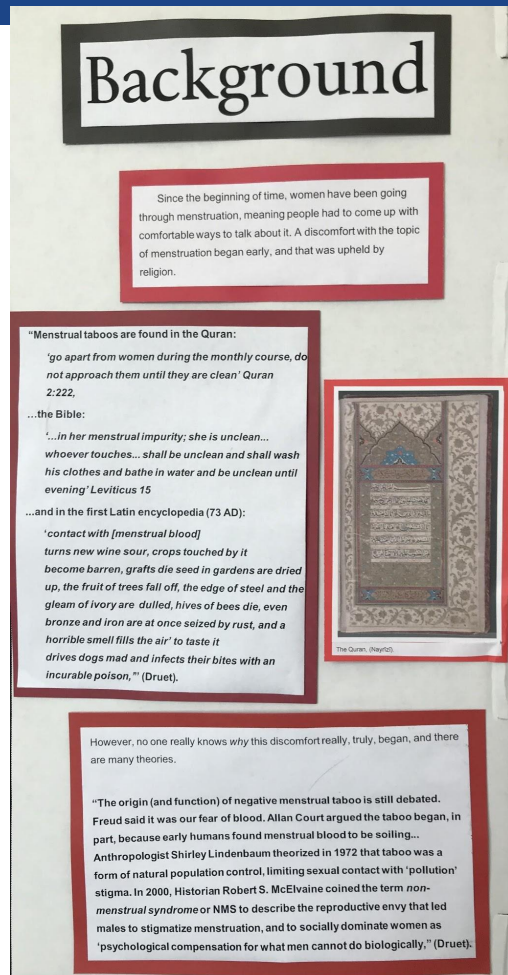 Background
Since the beginning of time, women have been going
through menstruation, meaning people had to come up with
comfortable ways to talk about it. A discomfort with the topic
of menstruation began early, and that was upheld by
religion.
“Menstrual taboos are found in the Quran:
‘go apart from women during the monthly course, do
not approach them until they are clean’ Quran
2:222,
...the Bible:
‘...in her menstrual impurity; she is unclean...
whoever touches... shall be unclean and shall wash
his clothes and bathe in water and be unclean until
evening’ Leviticus 15
...and in the first Latin encyclopedia (73 AD):
‘contact with [menstrual blood]
turns new wine sour, crops touched by it
become barren, grafts die seed in gardens are dried
up, the fruit of trees fall off, the edge of steel and the
gleam of ivory are dulled, hives of bees die, even
bronze and iron are at once seized by rust, and a
horrible smell fills the air’ to taste it
drives dogs mad and infects their bites with an
incurable poison,’” (Druet).
The Quran, (Nayrīzī).
However, no one really knows why this discomfort really, truly, began, and there
are many theories.
“The origin (and function) of negative menstrual taboo is still debated.
Freud said it was our fear of blood. Allan Court argued the taboo began, in
part, because early humans found menstrual blood to be soiling...
Anthropologist Shirley Lindenbaum theorized in 1972 that taboo was a
form of natural population control, limiting sexual contact with ‘pollution’
stigma. In 2000, Historian Robert S. McElvaine coined the term non-
menstrual syndrome or NMS to describe the reproductive envy that led
males to stigmatize menstruation, and to socially dominate women as
‘psychological compensation for what men cannot do biologically,” (Druet).